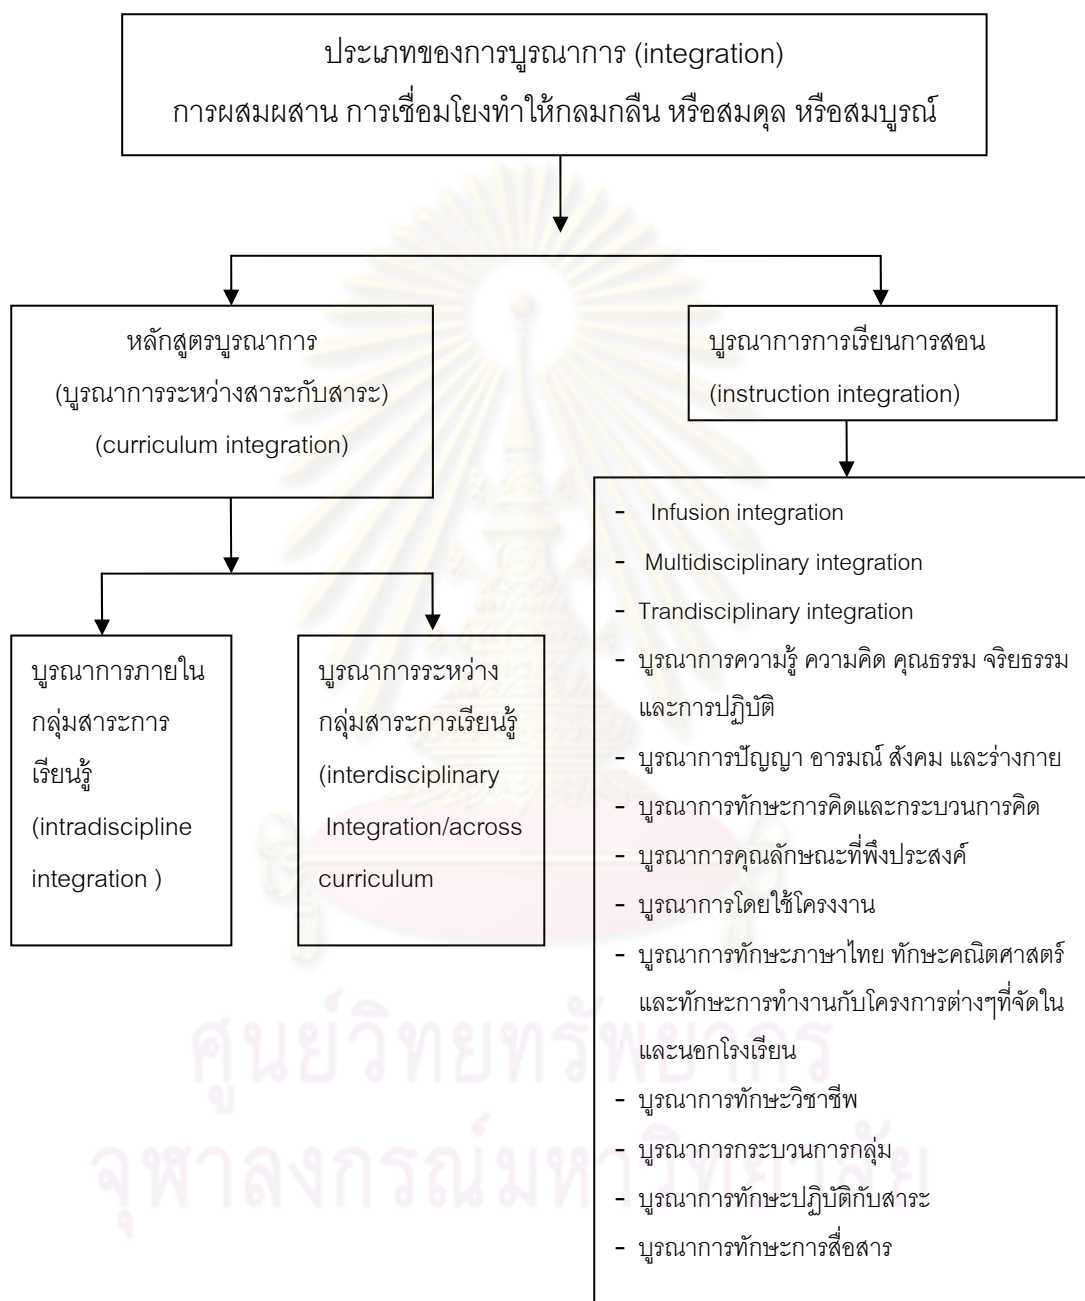 ประเภทของการบูรณาการ (integration)
การผสมผสาน การเชื่อมโยงทำให้กลมกลืน หรือสมดุล หรือสมบูรณ์
หลักสูตรบูรณาการ
(บูรณาการระหว่างสาระกับสาระ)
(curriculum integration)
บูรณาการการเรียนการสอน
(instruction integration)
บูรณาการภายใน
กลุ่มสาระการ
เรียนรู้
(intradiscipline
integration )
บูรณาการระหว่าง
กลุ่มสาระการเรียนรู้
(interdisciplinary
Integration/across
curriculum
- Infusion integration
- Multidisciplinary integration
- Trandisciplinary integration
- บูรณาการความรู้ ความคิด คุณธรรม จริยธรรม
และการปฏิบัติ
- บูรณาการปัญญา อารมณ์ สังคม และร่างกาย
- บูรณาการทักษะการคิดและกระบวนการคิด
- บูรณาการคุณลักษณะที่พึงประสงค์
- บูรณาการโดยใช้โครงงาน
- บูรณาการทักษะภาษาไทย ทักษะคณิตศาสตร์
และทักษะการทำงานกับโครงการต่างๆที่จัดใน
และนอกโรงเรียน
- บูรณาการทักษะวิชาชีพ
- บูรณาการกระบวนการกลุ่ม
- บูรณาการทักษะปฏิบัติกับสาระ
- บูรณาการทักษะการสื่อสาร
ศูนย์วิทยทรัพยากร
จุฬาลงกรณ์มหาวิทยาลัย